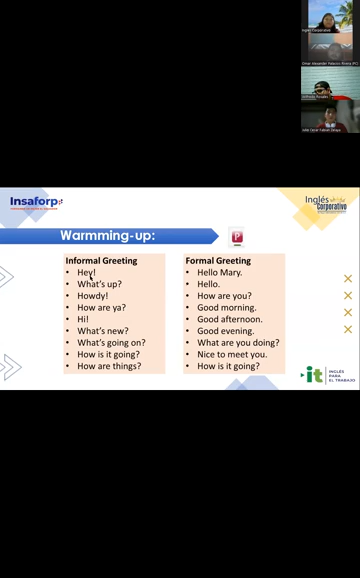 Inglés Corporativo
Insaforp
Inglés
Corporativo
Warmming-up:
P
Informal Greeting
• Hey!
• What's up?
• Howdy!
• How are ya?
• Hi!
• What's new?
• What's going on?
• How is it going?
• How are things?
Formal Greeting
• Hello Mary.
• Hello.
• How are you?
• Good morning.
• Good afternoon.
• Good evening.
• What are you doing?
• Nice to meet you.
• How is it going?
it
INGLÉS
PARA
EL TRABAJO